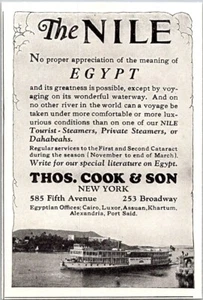 The NILE
No proper appreciation of the meaning of
EGYPT
and its greatness is possible, except by voy-
aging on its wonderful waterway. And on
no other river in the world can a voyage be
taken under more comfortable or more lux-
urious conditions than on one of our NILE
Tourist-Steamers, Private Steamers, or
Dahabeahs.
Regular services to the First and Second Cataract
during the season (November to end of March).
Write for our special literature on Egypt.
THOS. COOK & SON
NEW YORK
585 Fifth Avenue 253 Broadway
Egyptian Offices: Cairo, Luxor, Assuan, Khartum,
Alexandria, Port Said.